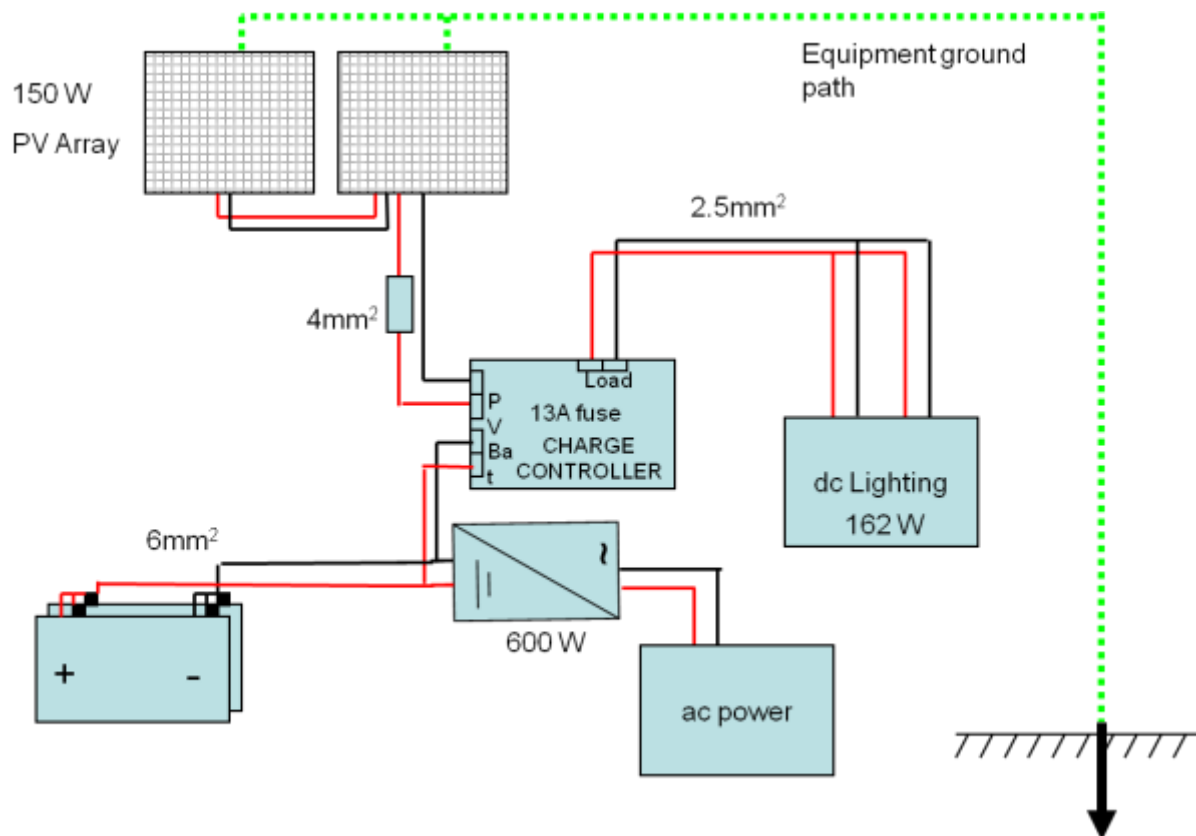 Equipment ground
path
150 W
PV Array
2.5mm²
4mm²
Load
P
V
13A fuse
Ba
t
CHARGE
CONTROLLER
dc Lighting
162 W
6mm²
~
600 W
+
-
ac power